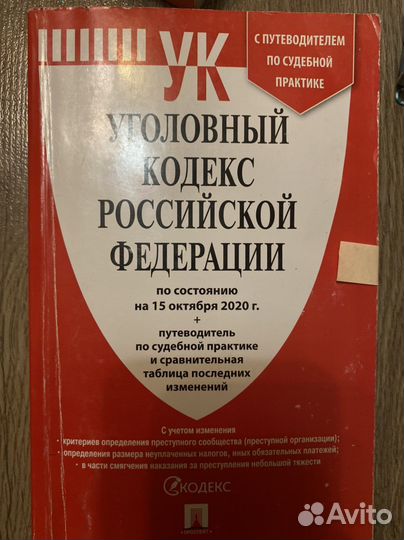 УК
С ПУТЕВОДИТЕЛЕМ
ПО СУДЕБНОЙ
ПРАКТИКЕ
УГОЛОВНЫЙ
КОДЕКС
РОССИЙСКОЙ
ФЕДЕРАЦИИ
по состоянию
на 15 октября 2020 г.
+
путеводитель
по судебной практике
и сравнительная
таблица последних
изменений
С учетом изменения
· критериев определения преступного сообщества (преступной организации);
· определения размера неуплаченных налогов, иных обязательных платежей;
· в части смягчения наказания за преступления небольшой тяжести
КОДЕКС
П
·ПРОСПЕКТ·
Avito